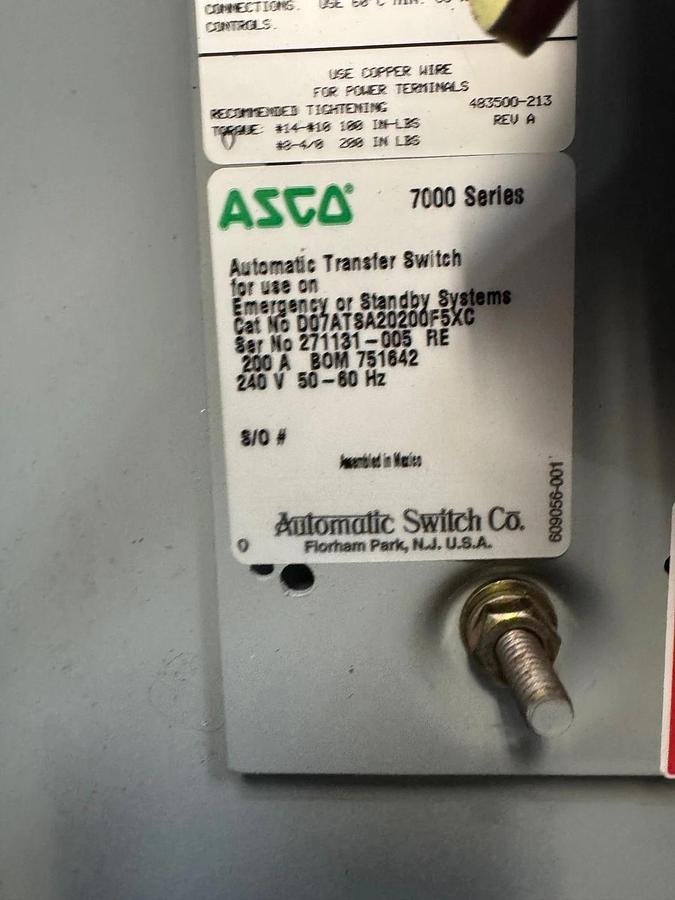 CONNECTIONS. USE 60°C MIN.
CONTROLS.
USE COPPER WIRE
FOR POWER TERMINALS
RECOMMENDED TIGHTENING 483500-213
TORQUE: #14-#10 100 IN-LBS REV A
#8-4/0 200 IN LBS
ASCO® 7000 Series
Automatic Transfer Switch
for use on
Emergency or Standby Systems
Cat No D07ATSA20200F5XC
Ser No 271131-005 RE
200 A BOM 751642
240 V 50-60 Hz
S/O #
Assembled in Mexico
Automatic Switch Co.
Florham Park, N.J. U.S.A.
609056-001